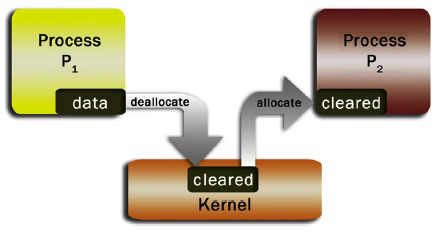 Process
P1
data
deallocate
allocate
Process
P2
cleared
cleared
Kernel